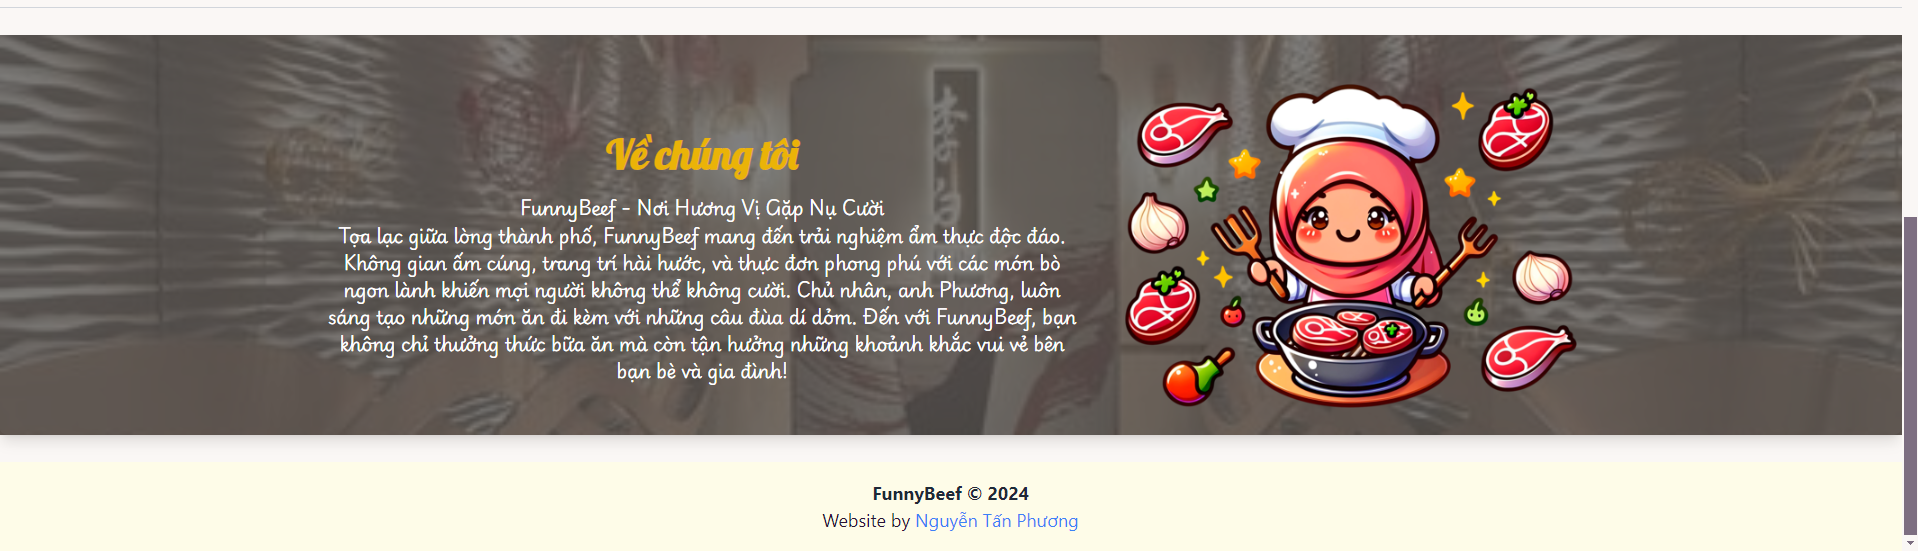 Về chúng tôi
FunnyBeef - Nơi Hương Vị Gặp Nụ Cười
Tọa lạc giữa lòng thành phố, FunnyBeef mang đến trải nghiệm ẩm thực độc đáo.
Không gian ấm cúng, trang trí hài hước, và thực đơn phong phú với các món bò
ngon lành khiến mọi người không thể không cười. Chủ nhân, anh Phương, luôn
sáng tạo những món ăn đi kèm với những câu đùa dí dỏm. Đến với FunnyBeef, bạn
không chỉ thưởng thức bữa ăn mà còn tận hưởng những khoảnh khắc vui vẻ bên
bạn bè và gia đình!
李白
FunnyBeef © 2024
Website by Nguyễn Tấn Phương